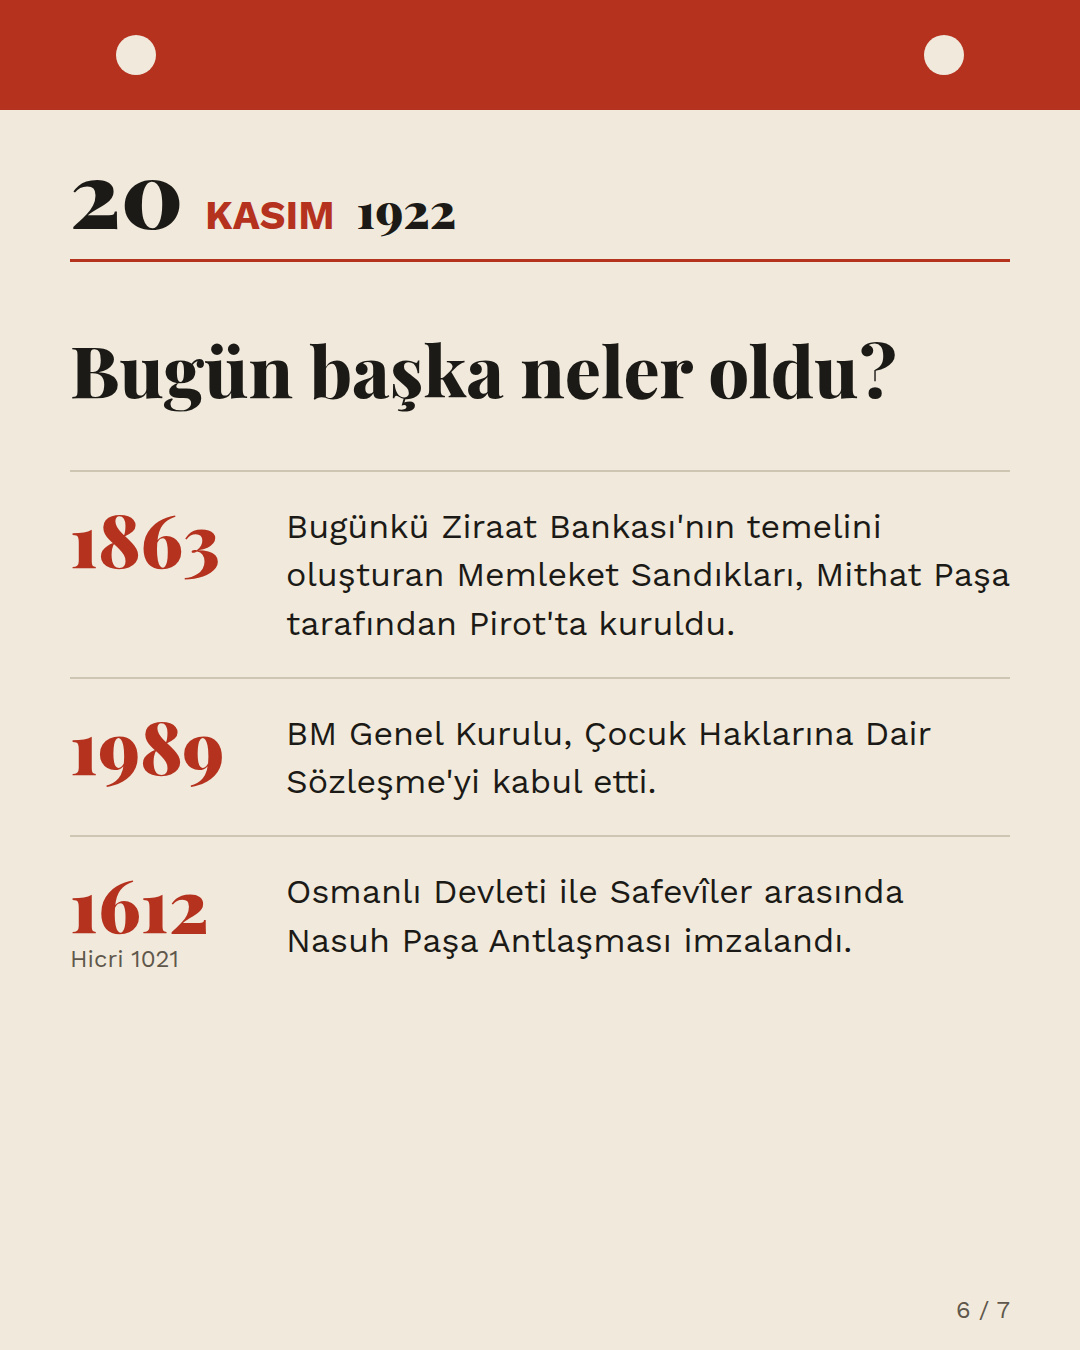 20 KASIM 1922
Bugün başka neler oldu?
1863
Bugünkü Ziraat Bankası'nın temelini
oluşturan Memleket Sandıkları, Mithat Paşa
tarafından Pirot'ta kuruldu.
1989
BM Genel Kurulu, Çocuk Haklarına Dair
Sözleşme'yi kabul etti.
1612
Hicri 1021
Osmanlı Devleti ile Safevîler arasında
Nasuh Paşa Antlaşması imzalandı.
6 / 7